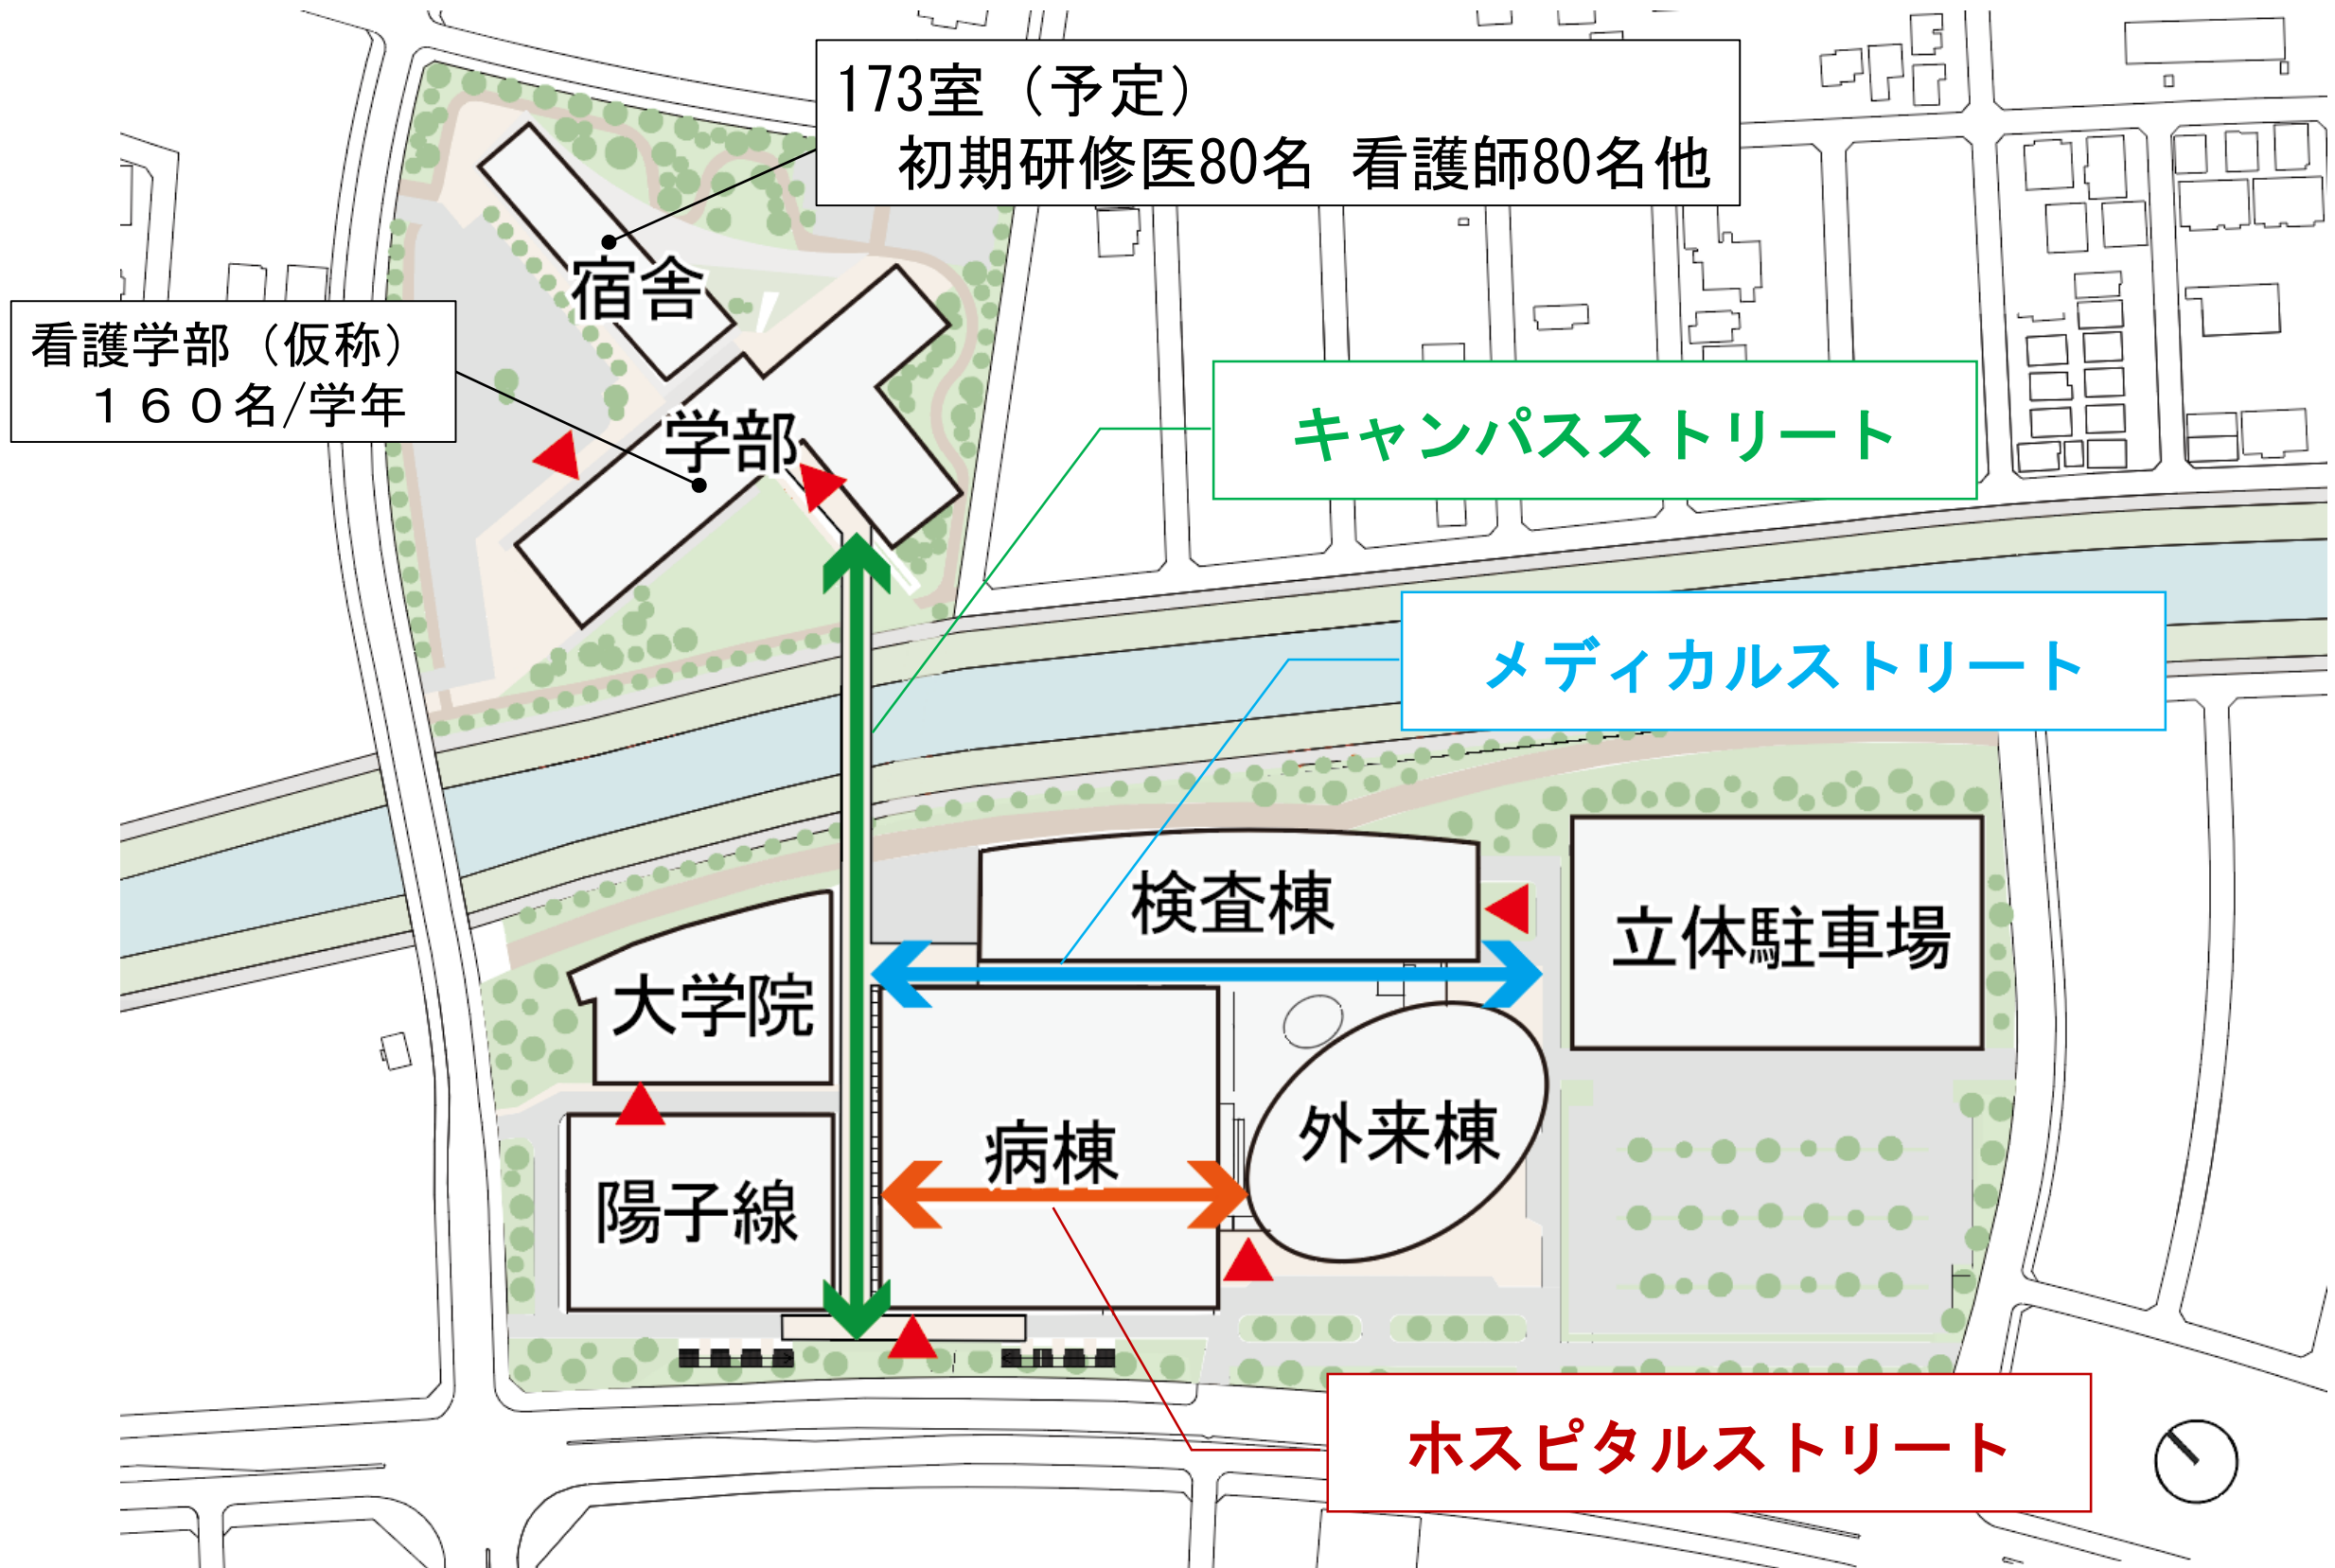 173室（予定）
初期研修医80名　看護師80名他
宿舎
看護学部（仮称）
１６０名/学年
学部
キャンパスストリート
メディカルストリート
検査棟
立体駐車場
大学院
病棟
外来棟
陽子線
ホスピタルストリート